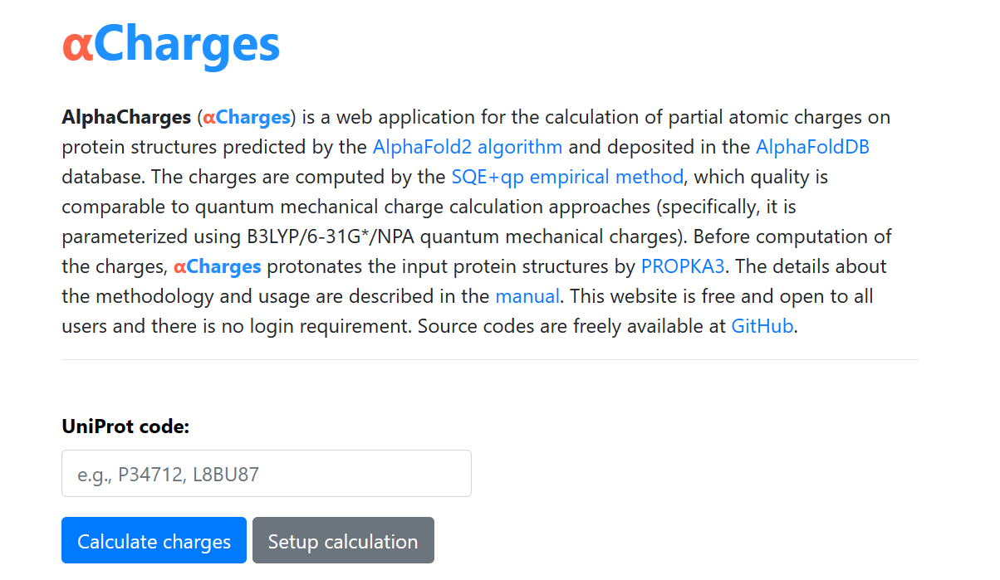 αCharges
AlphaCharges (αCharges) is a web application for the calculation of partial atomic charges on
protein structures predicted by the AlphaFold2 algorithm and deposited in the AlphaFoldDB
database. The charges are computed by the SQE+qp empirical method, which quality is
comparable to quantum mechanical charge calculation approaches (specifically, it is
parameterized using B3LYP/6-31G*/NPA quantum mechanical charges). Before computation of
the charges, αCharges protonates the input protein structures by PROPKA3. The details about
the methodology and usage are described in the manual. This website is free and open to all
users and there is no login requirement. Source codes are freely available at GitHub.
UniProt code:
e.g., P34712, L8BU87
Calculate charges Setup calculation